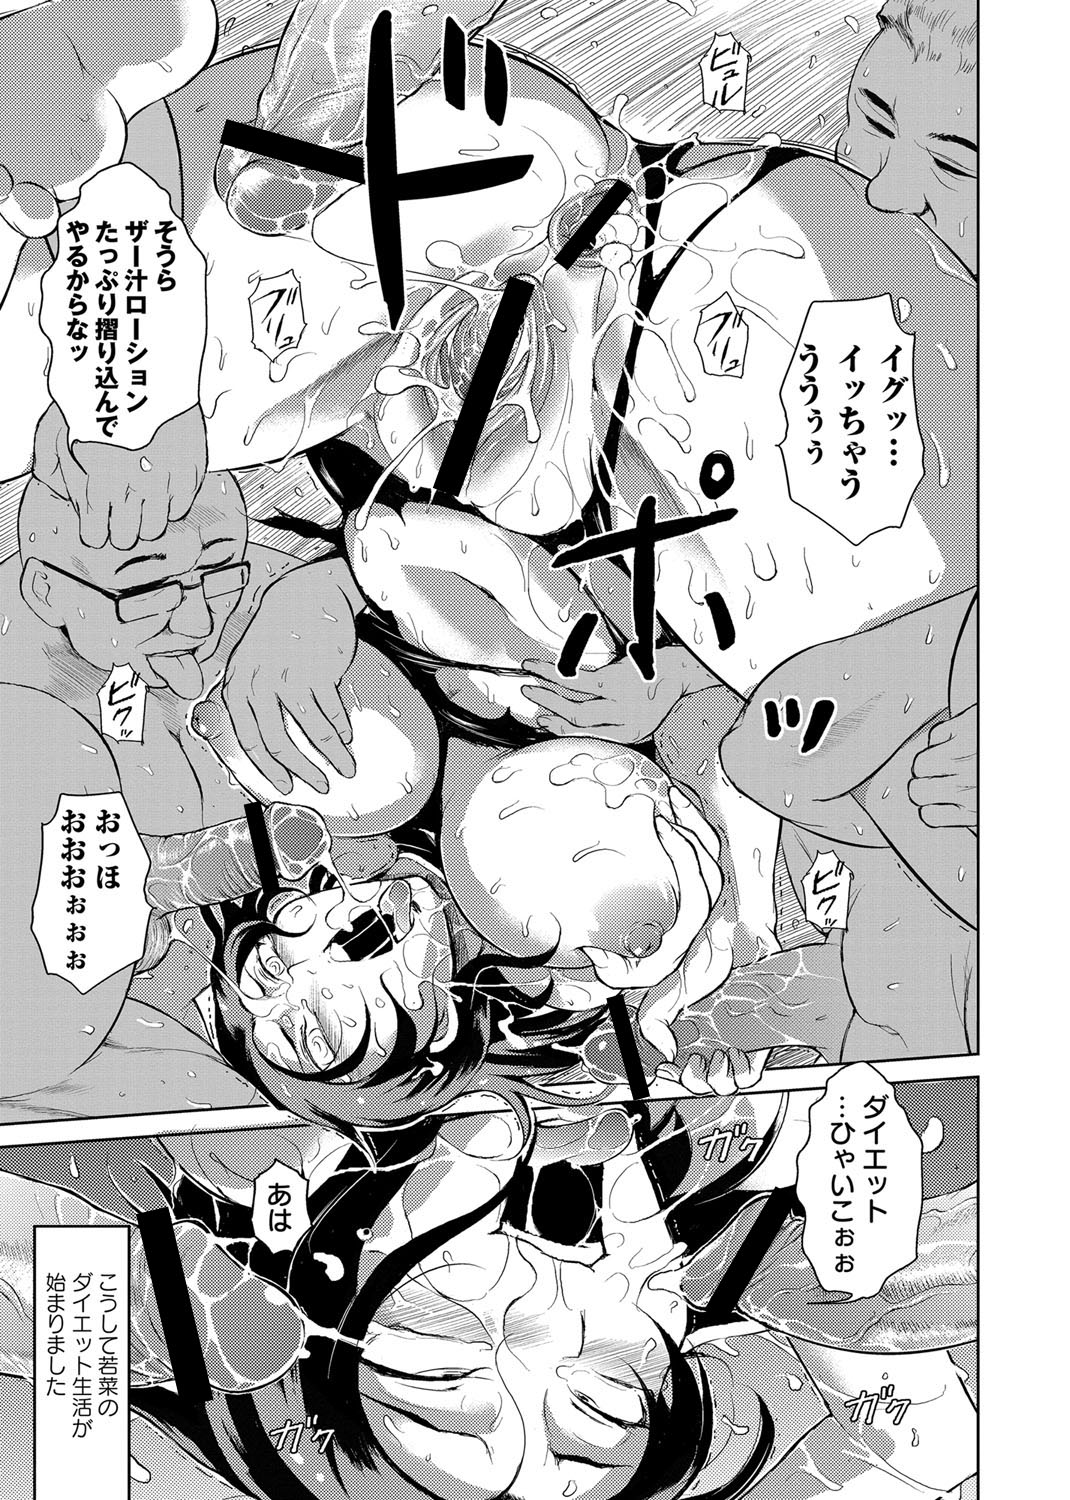 ビュル
イグッ…
イッちゃう
ううぅぅ
ブリュ
ブリュ
ドポッ
そうら
ザー汁ローション
たっぷり摺り込んで
やるからなッ
ビクッ
ビクッ
おっほ
おおおぉぉぉ
ダイエット
…ひゃいこぉぉ
ガク
ガク
あは
ガク
こうして若菜の
ダイエット生活が
始まりました